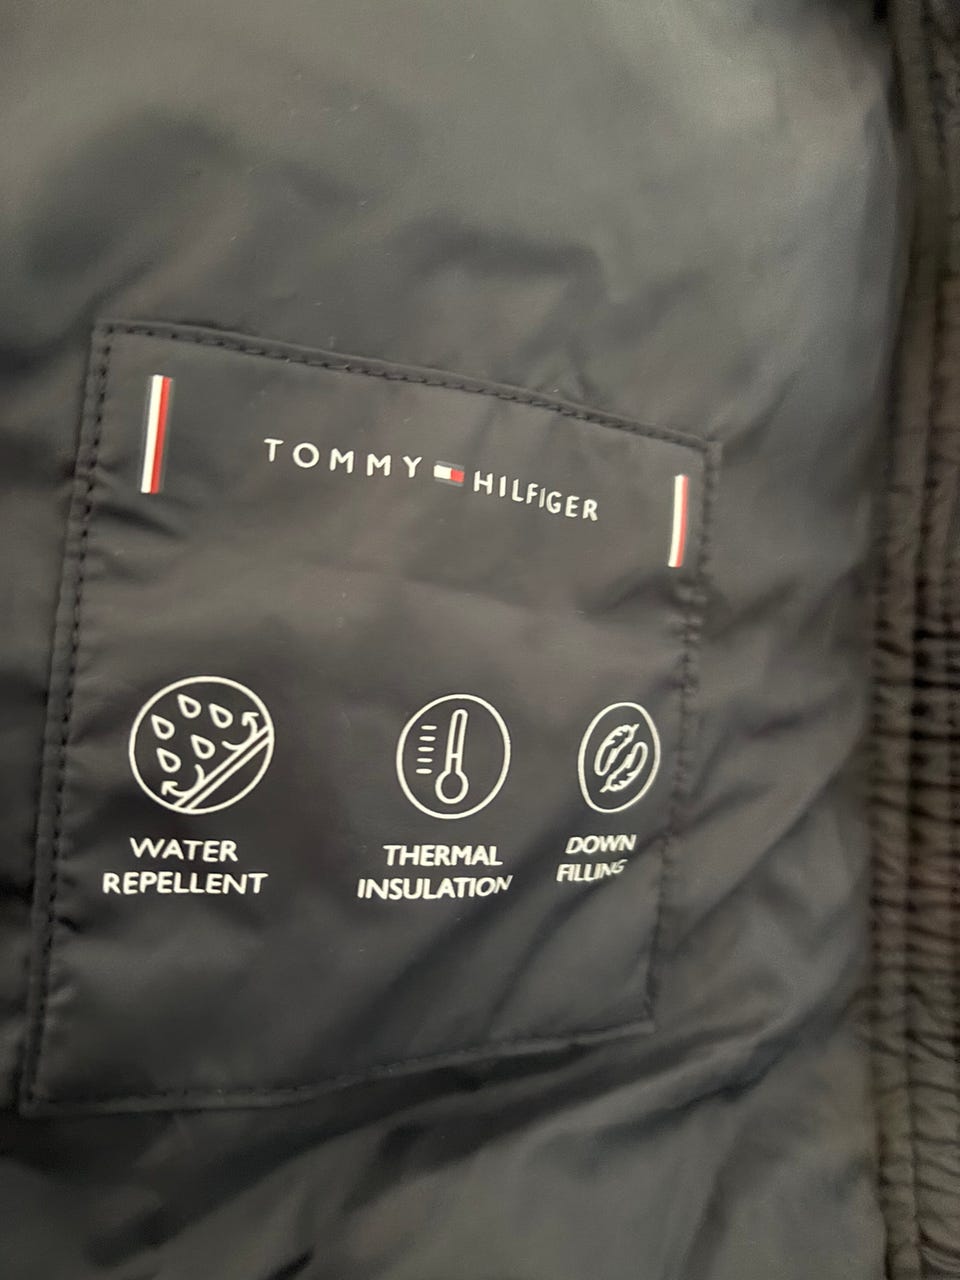 TOMMY HILFIGER
WATER
REPELLENT
THERMAL
INSULATION
DOWN
FILLING